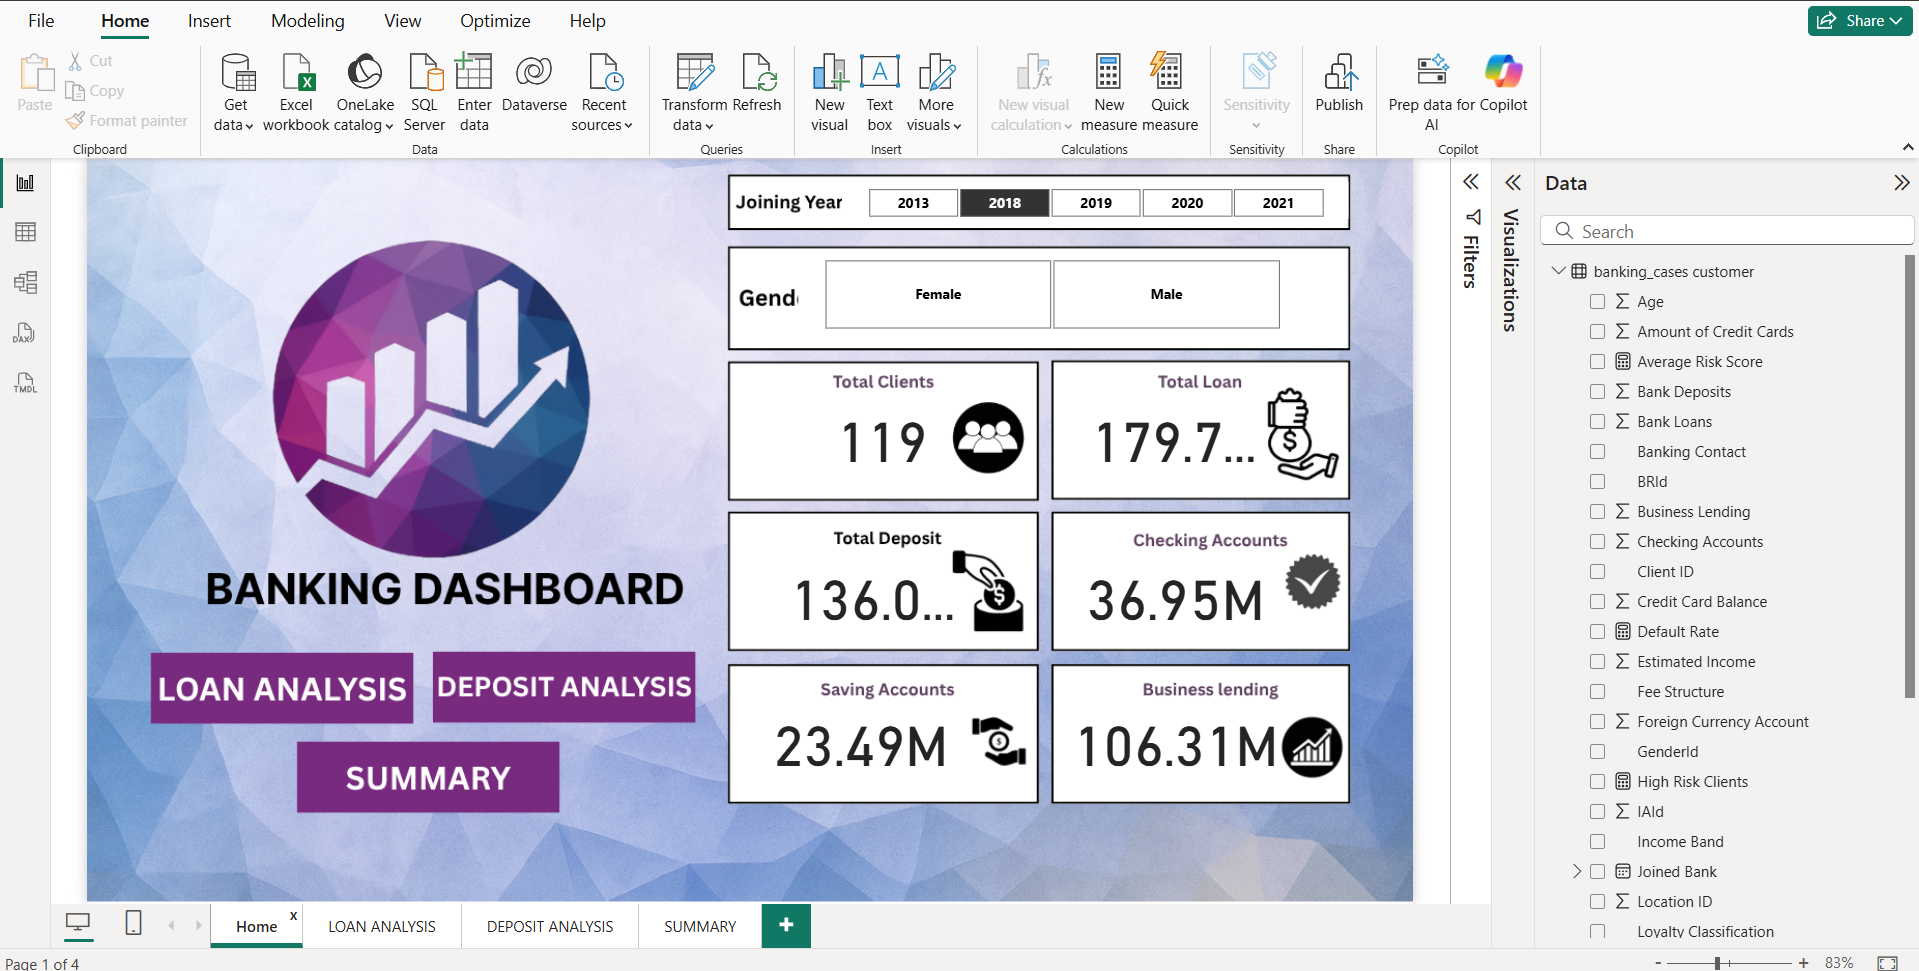 File Home Insert Modeling View Optimize Help Share
Paste
Cut
Copy
Format painter
Clipboard
Get data
Excel workbook
OneLake catalog
SQL Server
Enter data
Dataverse
Recent sources
Data
Transform data
Refresh
Queries
New visual
Text box
More visuals
Insert
New visual calculation
New measure
Quick measure
Calculations
Sensitivity
Sensitivity
Publish
Share
Prep data for AI
Copilot
Copilot
DAX
TMDL
BANKING DASHBOARD
LOAN ANALYSIS
DEPOSIT ANALYSIS
SUMMARY
Joining Year 2013 2018 2019 2020 2021
Gend
Female Male
Total Clients
119
Total Loan
179.7...
Total Deposit
136.0...
Checking Accounts
36.95M
Saving Accounts
23.49M
Business lending
106.31M
Filters
Visualizations
Data
Search
banking_cases customer
Age
Amount of Credit Cards
Average Risk Score
Bank Deposits
Bank Loans
Banking Contact
BRId
Business Lending
Checking Accounts
Client ID
Credit Card Balance
Default Rate
Estimated Income
Fee Structure
Foreign Currency Account
GenderId
High Risk Clients
IAId
Income Band
Joined Bank
Location ID
Loyalty Classification
Home x LOAN ANALYSIS DEPOSIT ANALYSIS SUMMARY +
Page 1 of 4
- + 83%